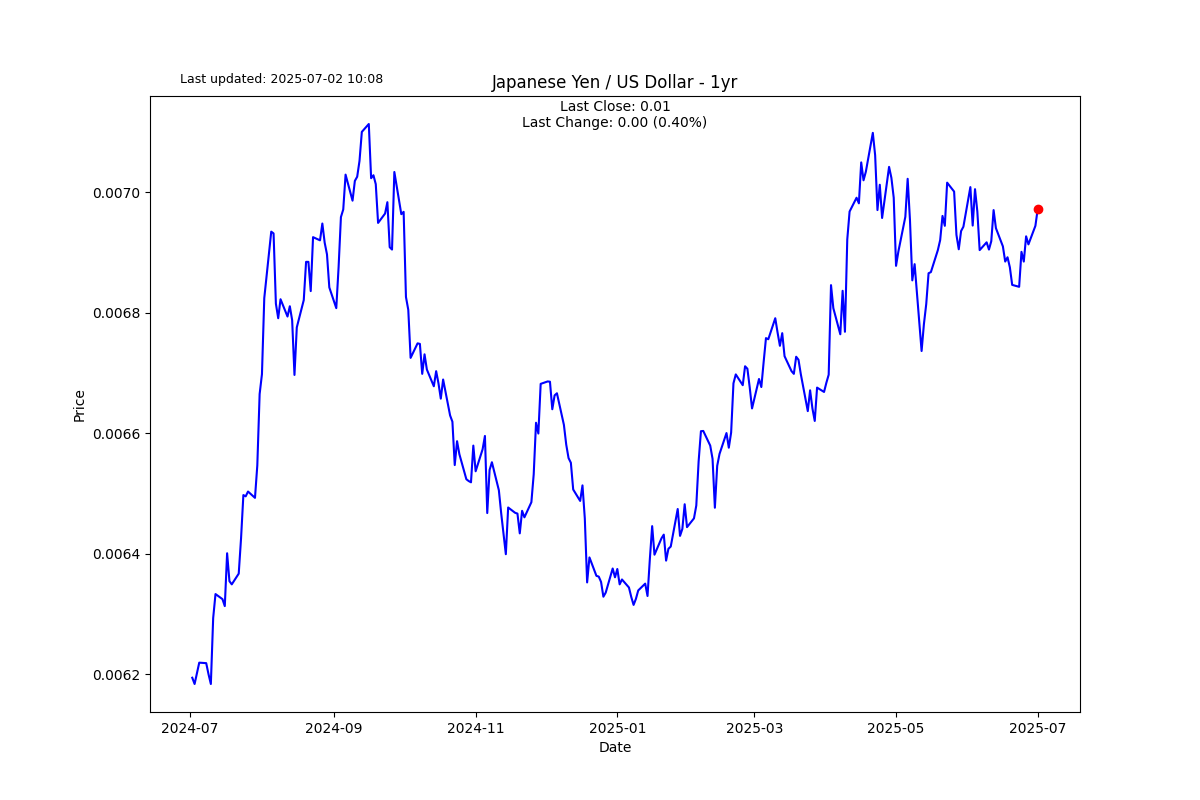 Last updated: 2025-07-02 10:08
Japanese Yen / US Dollar - 1yr
Last Close: 0.01
Last Change: 0.00 (0.40%)
Price
0.0070
0.0068
0.0066
0.0064
0.0062
2024-07
2024-09
2024-11
2025-01
2025-03
2025-05
2025-07
Date